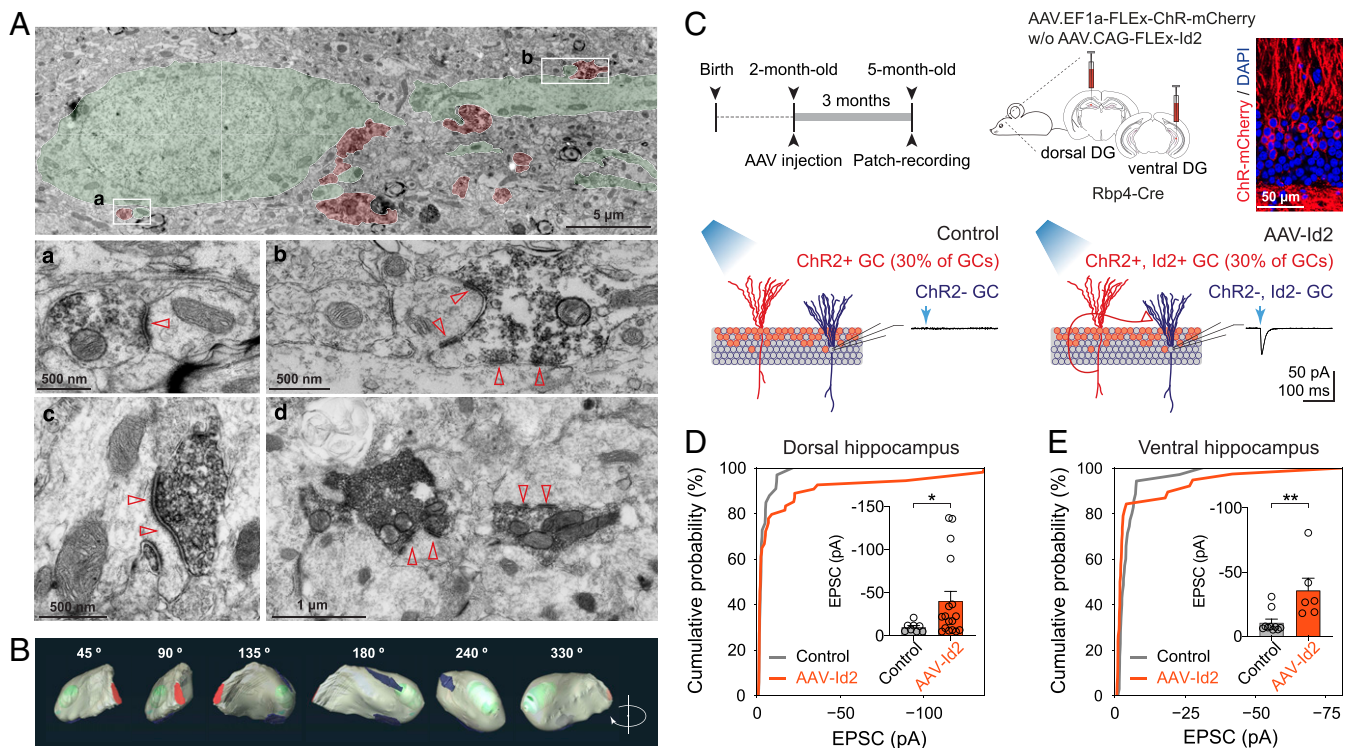 A
b
a
5 µm
a
500 nm
b
500 nm
c
500 nm
d
1 µm
B
45 °
90 °
135 °
180 °
240 °
330 °
C
AAV.EF1a-FLEx-ChR-mCherry
w/o AAV.CAG-FLEx-Id2
Birth
2-month-old
5-month-old
3 months
AAV injection
Patch-recording
dorsal DG
ventral DG
Rbp4-Cre
ChR-mCherry / DAPI
50 µm
Control
ChR2+ GC (30% of GCs)
ChR2- GC
AAV-Id2
ChR2+, Id2+ GC (30% of GCs)
ChR2-, Id2- GC
50 pA
100 ms
D
Dorsal hippocampus
Cumulative probability (%)
100
80
60
40
20
0
0
−50
−100
EPSC (pA)
Control
AAV-Id2
EPSC (pA)
-150
-100
-50
0
*
Control
AAV-Id2
E
Ventral hippocampus
Cumulative probability (%)
100
80
60
40
20
0
0
−25
−50
−75
EPSC (pA)
Control
AAV-Id2
EPSC (pA)
-100
-50
0
**
Control
AAV-Id2